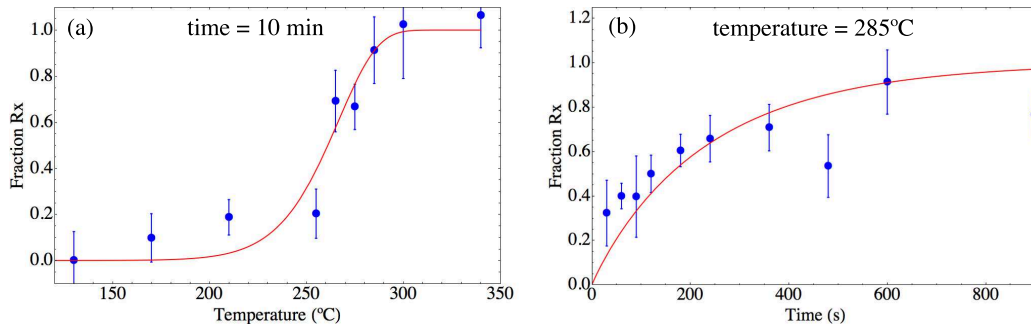 (a) time = 10 min
Fraction Rx
1.0
0.8
0.6
0.4
0.2
0.0
150 200 250 300 350
Temperature (ºC)
(b) temperature = 285ºC
Fraction Rx
1.2
1.0
0.8
0.6
0.4
0.2
0.0
0 200 400 600 800
Time (s)